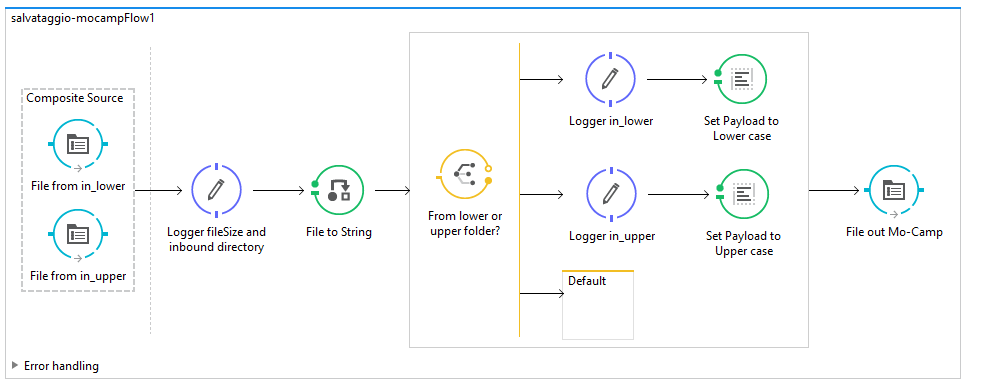 salvataggio-mocampFlow1
Composite Source
File from in_lower
File from in_upper
Logger fileSize and
inbound directory
File to String
From lower or
upper folder?
Logger in_lower
Set Payload to
Lower case
Logger in_upper
Set Payload to
Upper case
Default
File out Mo-Camp
Error handling